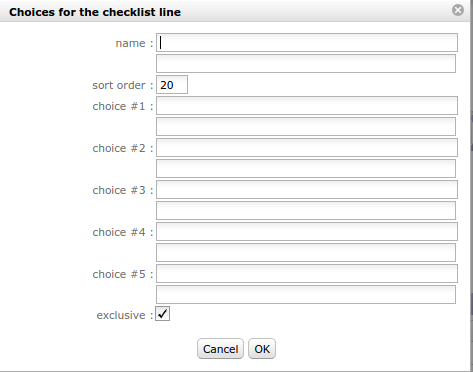 Choices for the checklist line
name :
sort order : 20
choice #1 :
choice #2 :
choice #3 :
choice #4 :
choice #5 :
exclusive :
Cancel OK